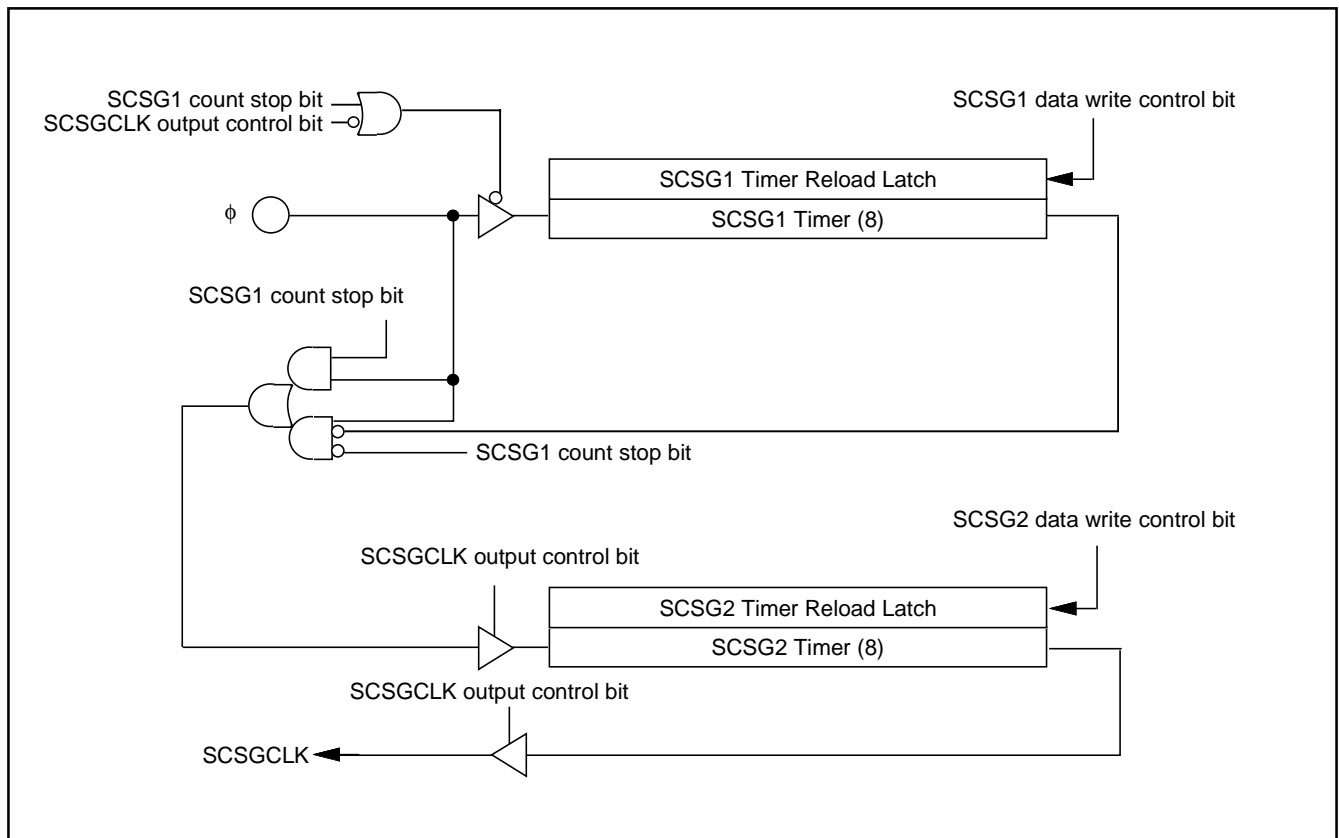 SCSG1 count stop bit
SCSGCLK output control bit
SCSG1 data write control bit
SCSG1 Timer Reload Latch
ϕ
SCSG1 Timer (8)
SCSG1 count stop bit
SCSG1 count stop bit
SCSG2 data write control bit
SCSGCLK output control bit
SCSG2 Timer Reload Latch
SCSG2 Timer (8)
SCSGCLK output control bit
SCSGCLK